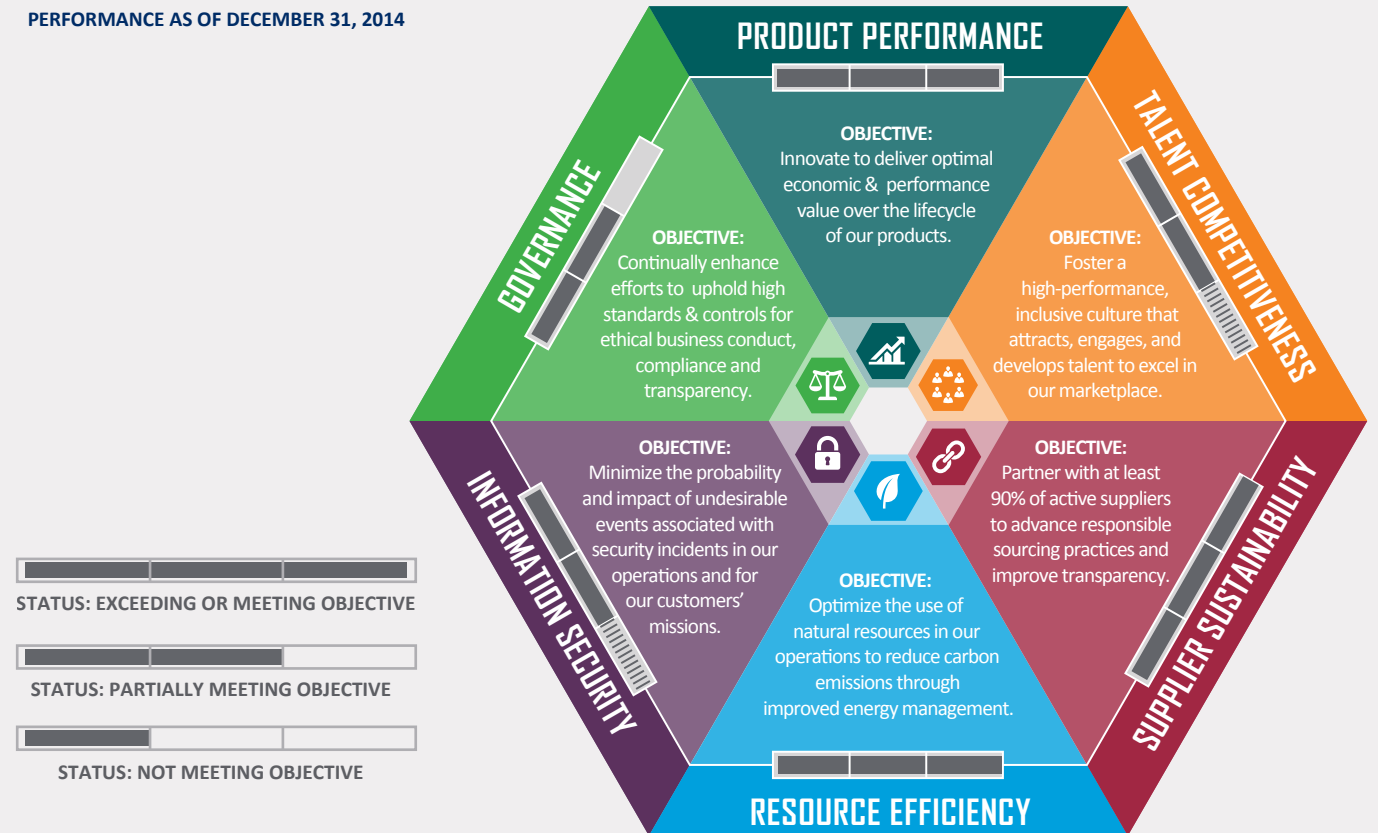 PERFORMANCE AS OF DECEMBER 31, 2014
PRODUCT PERFORMANCE
OBJECTIVE:
Innovate to deliver optimal
economic & performance
value over the lifecycle
of our products.
TALENT COMPETITIVENESS
OBJECTIVE:
Foster a
high-performance,
inclusive culture that
attracts, engages, and
develops talent to excel in
our marketplace.
SUPPLIER SUSTAINABILITY
OBJECTIVE:
Partner with at least
90% of active suppliers
to advance responsible
sourcing practices and
improve transparency.
RESOURCE EFFICIENCY
OBJECTIVE:
Optimize the use of
natural resources in our
operations to reduce carbon
emissions through
improved energy management.
INFORMATION SECURITY
OBJECTIVE:
Minimize the probability
and impact of undesirable
events associated with
security incidents in our
operations and for
our customers’
missions.
GOVERNANCE
OBJECTIVE:
Continually enhance
efforts to uphold high
standards & controls for
ethical business conduct,
compliance and
transparency.
STATUS: EXCEEDING OR MEETING OBJECTIVE
STATUS: PARTIALLY MEETING OBJECTIVE
STATUS: NOT MEETING OBJECTIVE